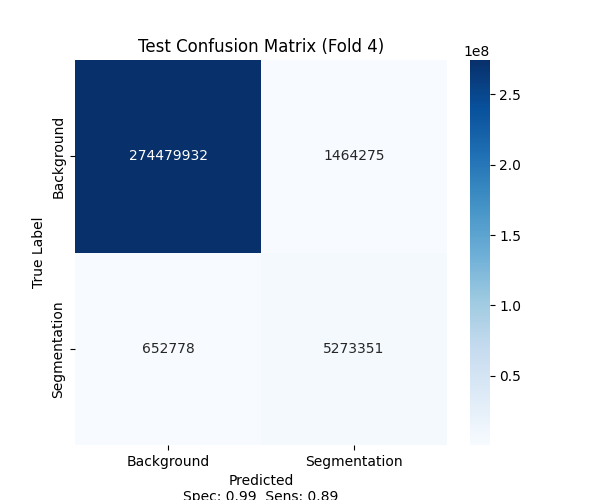 Test Confusion Matrix (Fold 4)
1e8
Background
274479932
1464275
2.5
2.0
1.5
1.0
0.5
True Label
Segmentation
652778
5273351
Background
Segmentation
Predicted
Spec: 0.99, Sens: 0.89